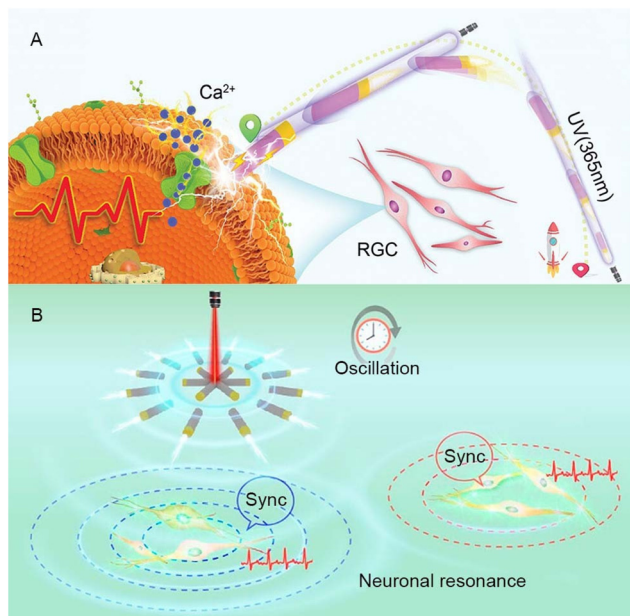 A
Ca²⁺
UV(365nm)
RGC
B
Oscillation
Sync
Sync
Neuronal resonance